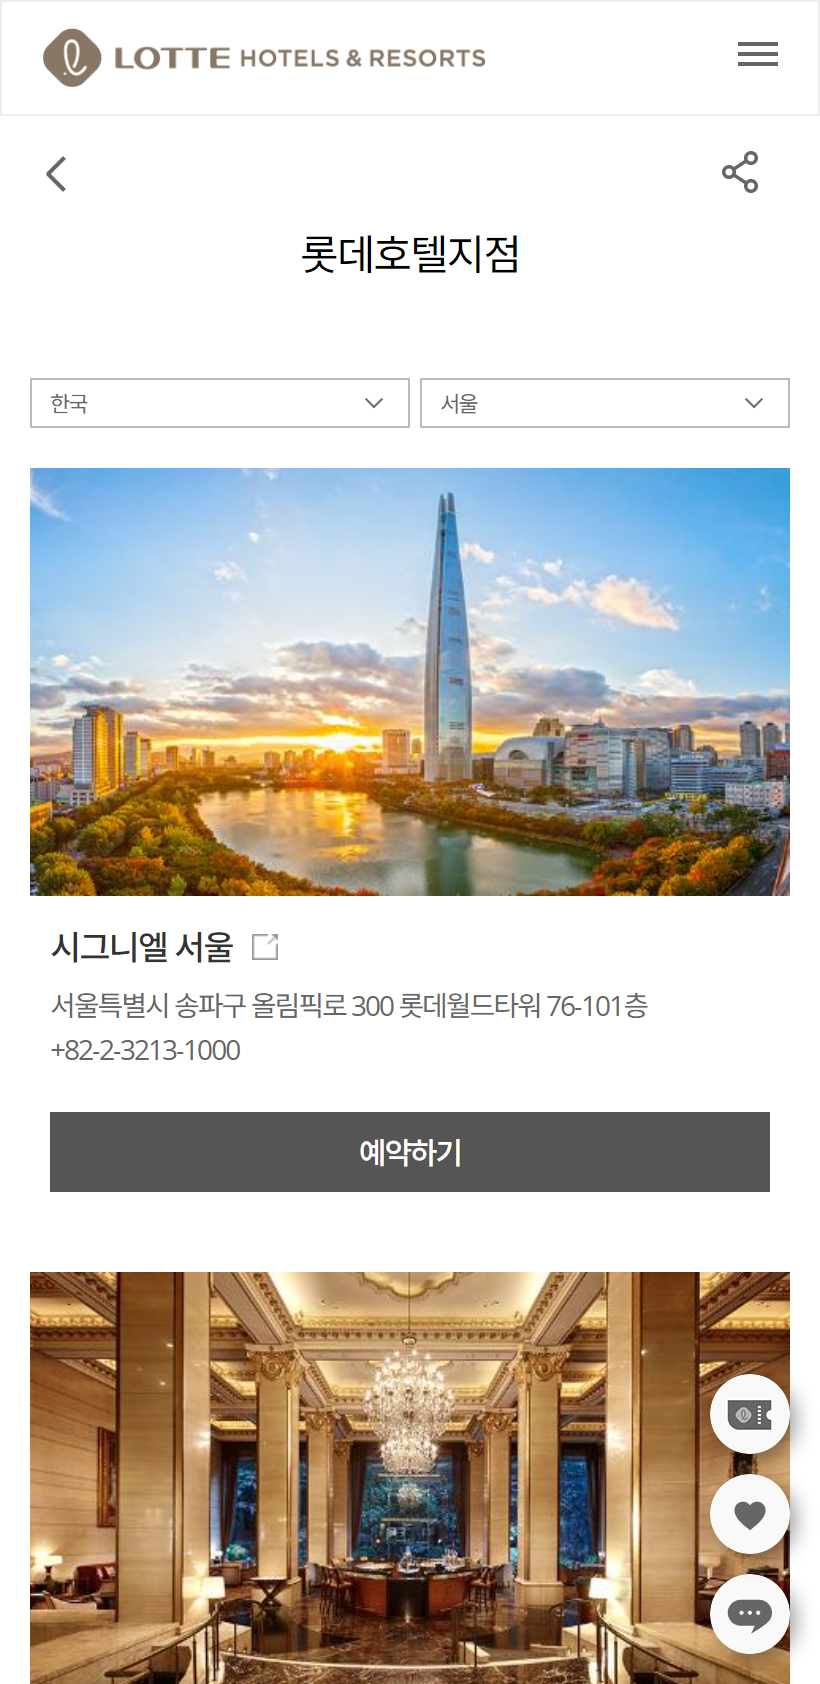 LOTTE HOTELS & RESORTS
롯데호텔지점
한국
서울
시그니엘 서울
서울특별시 송파구 올림픽로 300 롯데월드타워 76-101층
+82-2-3213-1000
예약하기